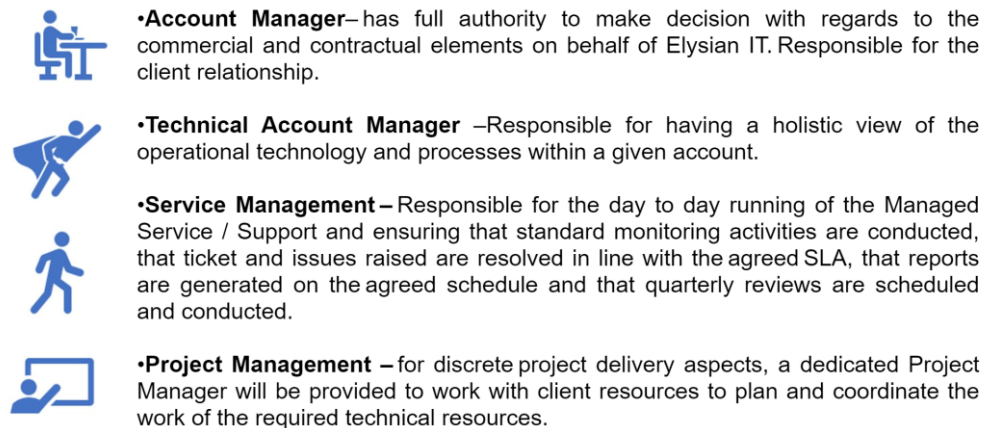 •Account Manager– has full authority to make decision with regards to the
commercial and contractual elements on behalf of Elysian IT. Responsible for the
client relationship.
•Technical Account Manager –Responsible for having a holistic view of the
operational technology and processes within a given account.
•Service Management – Responsible for the day to day running of the Managed
Service / Support and ensuring that standard monitoring activities are conducted,
that ticket and issues raised are resolved in line with the agreed SLA, that reports
are generated on the agreed schedule and that quarterly reviews are scheduled
and conducted.
•Project Management – for discrete project delivery aspects, a dedicated Project
Manager will be provided to work with client resources to plan and coordinate the
work of the required technical resources.